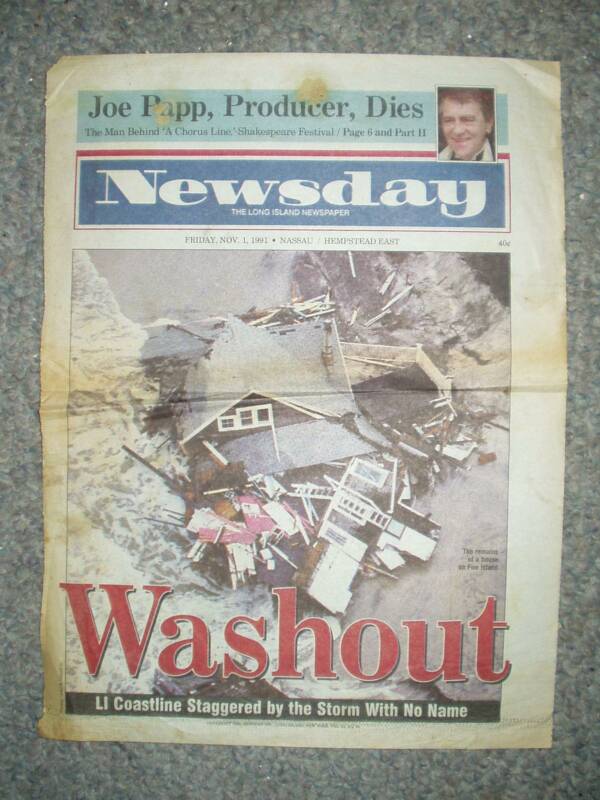 Joe Papp, Producer, Dies
The Man Behind 'A Chorus Line,' Shakespeare Festival / Page 6 and Part II
Newsday
THE LONG ISLAND NEWSPAPER
FRIDAY, NOV. 1, 1991 • NASSAU / HEMPSTEAD EAST
40¢
The remains
of a house
on Fire Island
Washout
LI Coastline Staggered by the Storm With No Name